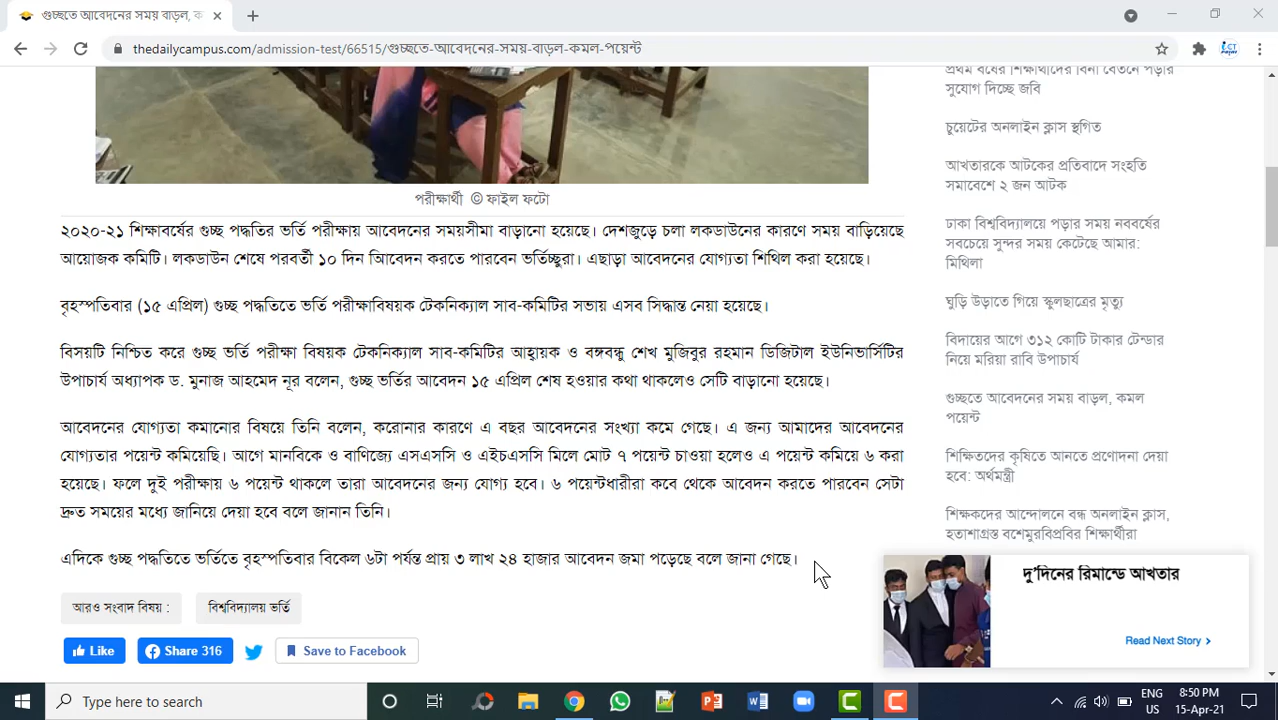 গুচ্ছতে আবেদনের সময় বাড়ল, ক
thedailycampus.com/admission-test/66515/গুচ্ছতে-আবেদনের-সময়-বাড়ল-কমল-পয়েন্ট
পরীক্ষার্থী © ফাইল ফটো
২০২০-২১ শিক্ষাবর্ষের গুচ্ছ পদ্ধতির ভর্তি পরীক্ষায় আবেদনের সময়সীমা বাড়ানো হয়েছে। দেশজুড়ে চলা লকডাউনের কারণে সময় বাড়িয়েছে
আয়োজক কমিটি। লকডাউন শেষে পরবর্তী ১০ দিন আিবেদন করতে পারবেন ভর্তিচ্ছুরা। এছাড়া আবেদনের যোগ্যতা শিথিল করা হয়েছে।
বৃহস্পতিবার (১৫ এপ্রিল) গুচ্ছ পদ্ধতিতে ভর্তি পরীক্ষাবিষয়ক টেকনিক্যাল সাব-কমিটির সভায় এসব সিদ্ধান্ত নেয়া হয়েছে।
বিসয়টি নিশ্চিত করে গুচ্ছ ভর্তি পরীক্ষা বিষয়ক টেকনিক্যাল সাব-কমিটির আহ্বায়ক ও বঙ্গবন্ধু শেখ মুজিবুর রহমান ডিজিটাল ইউনিভার্সিটির
উপাচার্য অধ্যাপক ড. মুনাজ আহমেদ নূর বলেন, গুচ্ছ ভর্তির আবেদন ১৫ এপ্রিল শেষ হওয়ার কথা থাকলেও সেটি বাড়ানো হয়েছে।
আবেদনের যোগ্যতা কমানোর বিষয়ে তিনি বলেন, করোনার কারণে এ বছর আবেদনের সংখ্যা কমে গেছে। এ জন্য আমাদের আবেদনের
যোগ্যতার পয়েন্ট কমিয়েছি। আগে মানবিকে ও বাণিজ্যে এসএসসি ও এইচএসসি মিলে মোট ৭ পয়েন্ট চাওয়া হলেও এ পয়েন্ট কমিয়ে ৬ করা
হয়েছে। ফলে দুই পরীক্ষায় ৬ পয়েন্ট থাকলে তারা আবেদনের জন্য যোগ্য হবে। ৬ পয়েন্টধারীরা কবে থেকে আবেদন করতে পারবেন সেটা
দ্রুত সময়ের মধ্যে জানিয়ে দেয়া হবে বলে জানান তিনি।
এদিকে গুচ্ছ পদ্ধতিতে ভর্তিতে বৃহস্পতিবার বিকেল ৬টা পর্যন্ত প্রায় ৩ লাখ ২৪ হাজার আবেদন জমা পড়েছে বলে জানা গেছে।
আরও সংবাদ বিষয় : বিশ্ববিদ্যালয় ভর্তি
Like Share 316 Save to Facebook
প্রথম বর্ষের শিক্ষার্থীদের বিনা বেতনে পড়ার
সুযোগ দিচ্ছে জবি
চুয়েটের অনলাইন ক্লাস স্থগিত
আখতারকে আটকের প্রতিবাদে সংহতি
সমাবেশে ২ জন আটক
ঢাকা বিশ্ববিদ্যালয়ে পড়ার সময় নববর্ষের
সবচেয়ে সুন্দর সময় কেটেছে আমার:
মিথিলা
ঘুড়ি উড়াতে গিয়ে স্কুলছাত্রের মৃত্যু
বিদায়ের আগে ৩১২ কোটি টাকার টেন্ডার
নিয়ে মরিয়া রাবি উপাচার্য
গুচ্ছতে আবেদনের সময় বাড়ল, কমল
পয়েন্ট
শিক্ষিতদের কৃষিতে আনতে প্রণোদনা দেয়া
হবে: অর্থমন্ত্রী
শিক্ষকদের আন্দোলনে বন্ধ অনলাইন ক্লাস,
হতাশাগ্রস্ত বশেমুরবিপ্রবির শিক্ষার্থীরা
দু'দিনের রিমান্ডে আখতার
Read Next Story
Type here to search
ENG 8:50 PM
US 15-Apr-21